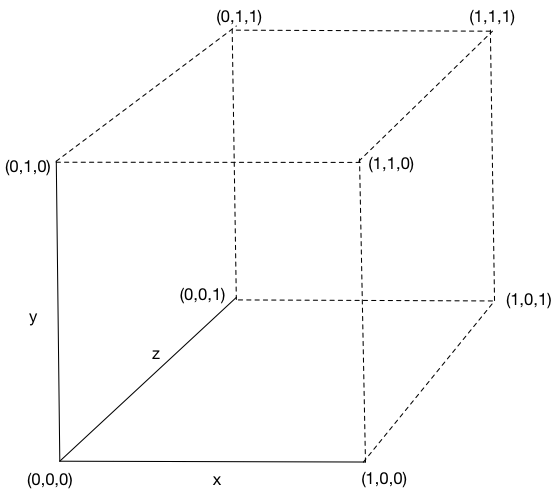 (0,1,1) (1,1,1)
(0,1,0) (1,1,0)
(0,0,1) (1,0,1)
y
z
(0,0,0) x (1,0,0)